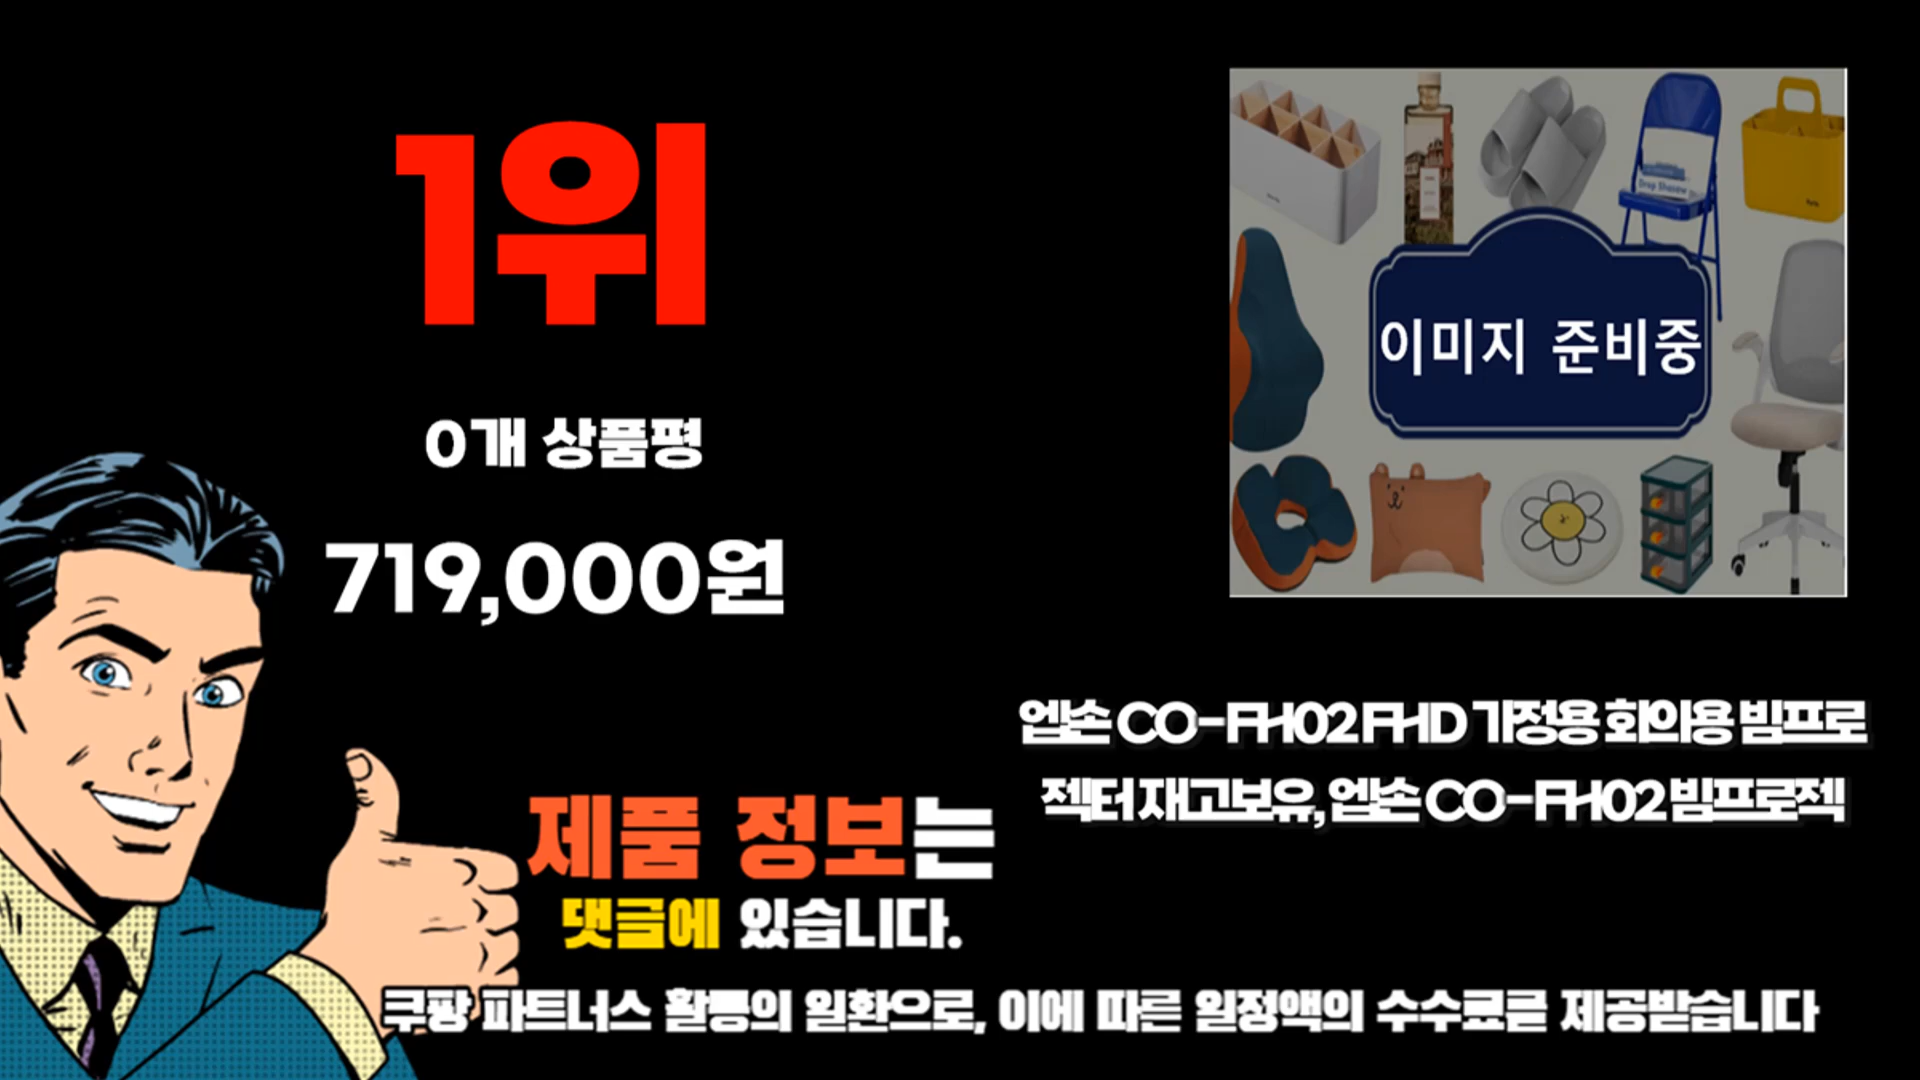 1위
0개 상품평
719,000원
이미지 준비중
엡손 CO-FH02 FHD 가정용 회의용 빔프로
젝터 재고보유, 엡손 CO-FH02 빔프로젝
제품 정보는
댓글에 있습니다.
쿠팡 파트너스 활동의 일환으로, 이에 따른 일정액의 수수료를 제공받습니다